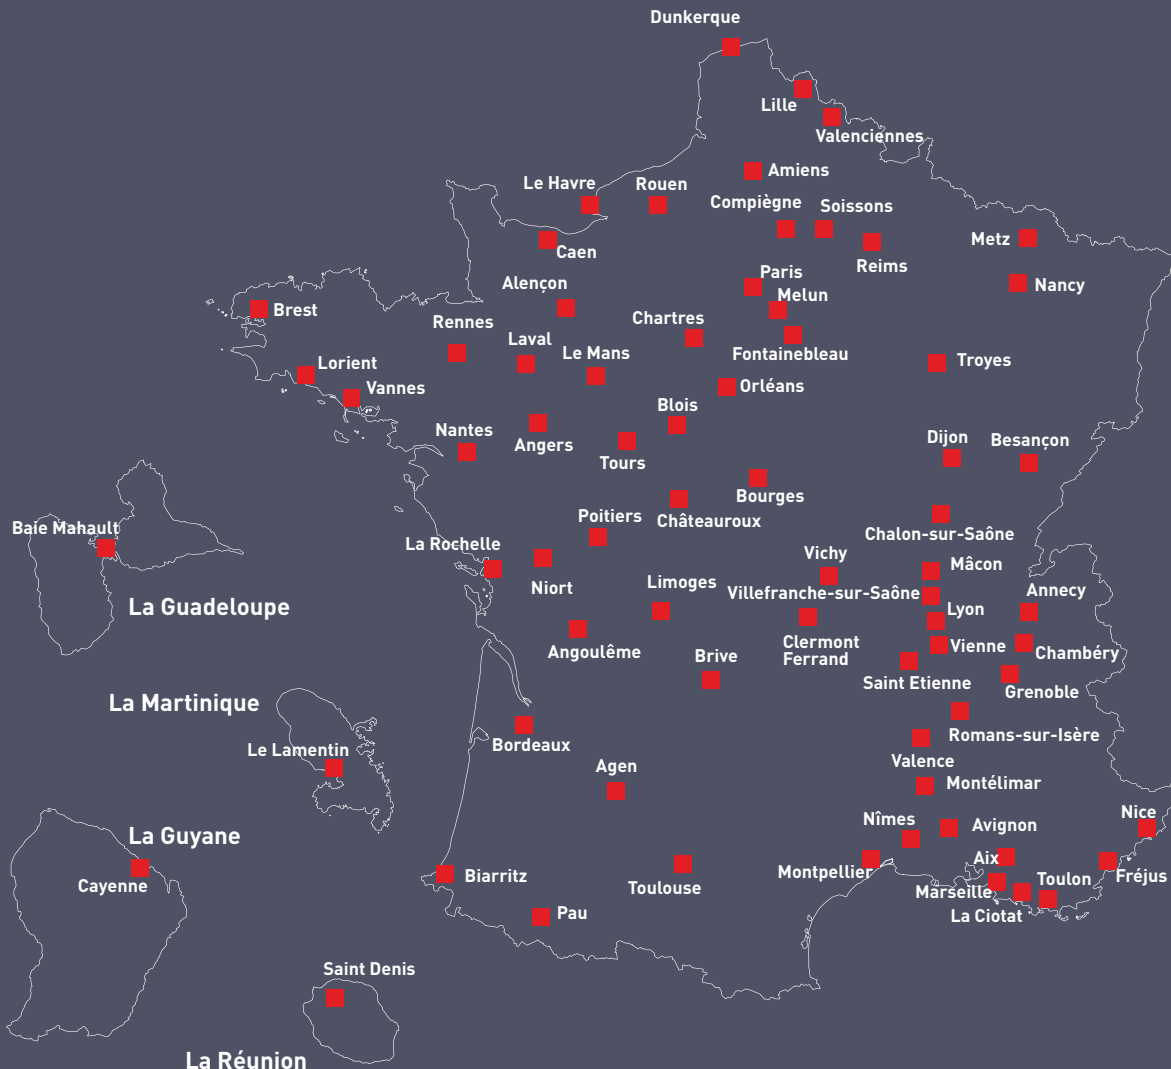 Dunkerque
Lille
Valenciennes
Amiens
Le Havre
Rouen
Compiègne
Soissons
Caen
Reims
Metz
Paris
Alençon
Melun
Nancy
Brest
Rennes
Chartres
Laval
Le Mans
Fontainebleau
Troyes
Lorient
Vannes
Orléans
Blois
Nantes
Angers
Tours
Dijon
Besançon
Bourges
Châteauroux
Poitiers
Baie Mahault
Chalon-sur-Saône
La Rochelle
Vichy
Mâcon
Niort
Limoges
Villefranche-sur-Saône
Annecy
La Guadeloupe
Lyon
Angoulême
Clermont
Ferrand
Vienne
Chambéry
Brive
Saint Etienne
Grenoble
La Martinique
Romans-sur-Isère
Le Lamentin
Bordeaux
Valence
Agen
Montélimar
Nice
Nîmes
Avignon
La Guyane
Aix
Montpellier
Fréjus
Biarritz
Toulon
Cayenne
Toulouse
Marseille
Pau
La Ciotat
Saint Denis
La Réunion